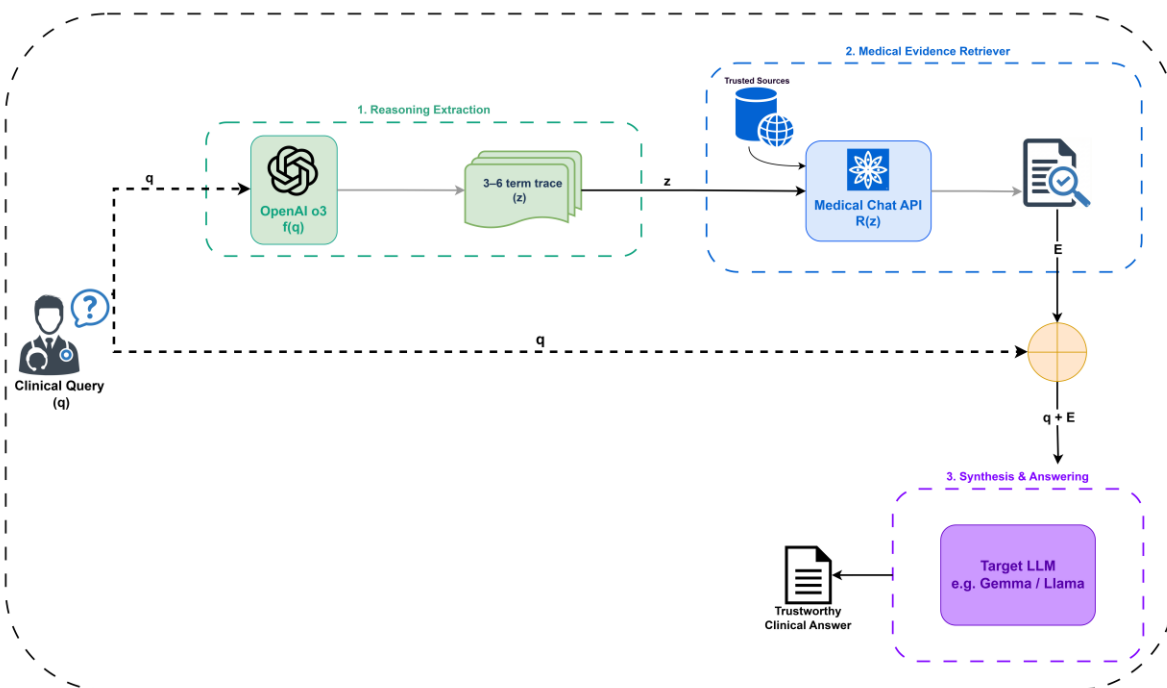 2. Medical Evidence Retriever
Trusted Sources
1. Reasoning Extraction
q
OpenAI o3
f(q)
3–6 term trace
(z)
z
Medical Chat API
R(z)
E
?
Clinical Query
(q)
q
q + E
3. Synthesis & Answering
Target LLM
e.g. Gemma / Llama
Trustworthy
Clinical Answer